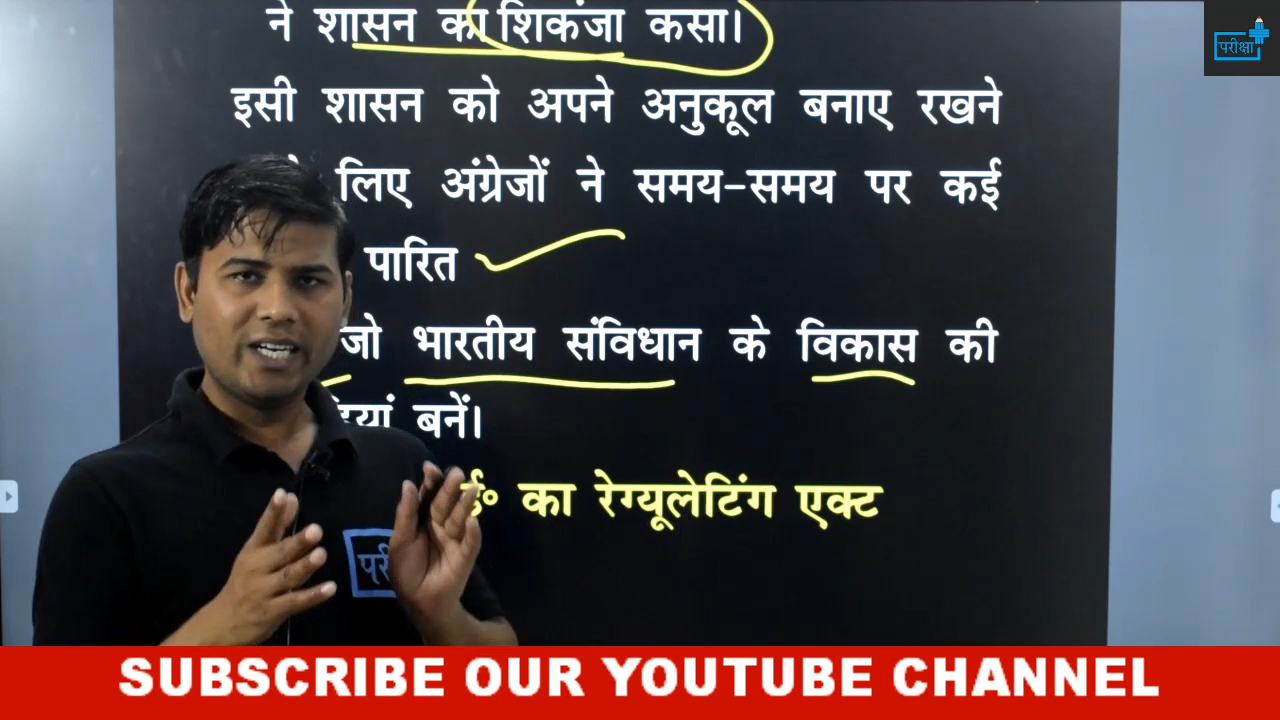 ने शासन का शिकंजा कसा।
परीक्षा
इसी शासन को अपने अनुकूल बनाए रखने
लिए अंग्रेजों ने समय-समय पर कई
पारित
जो भारतीय संविधान के विकास की
बनें।
का रेग्यूलेटिंग एक्ट
SUBSCRIBE OUR YOUTUBE CHANNEL